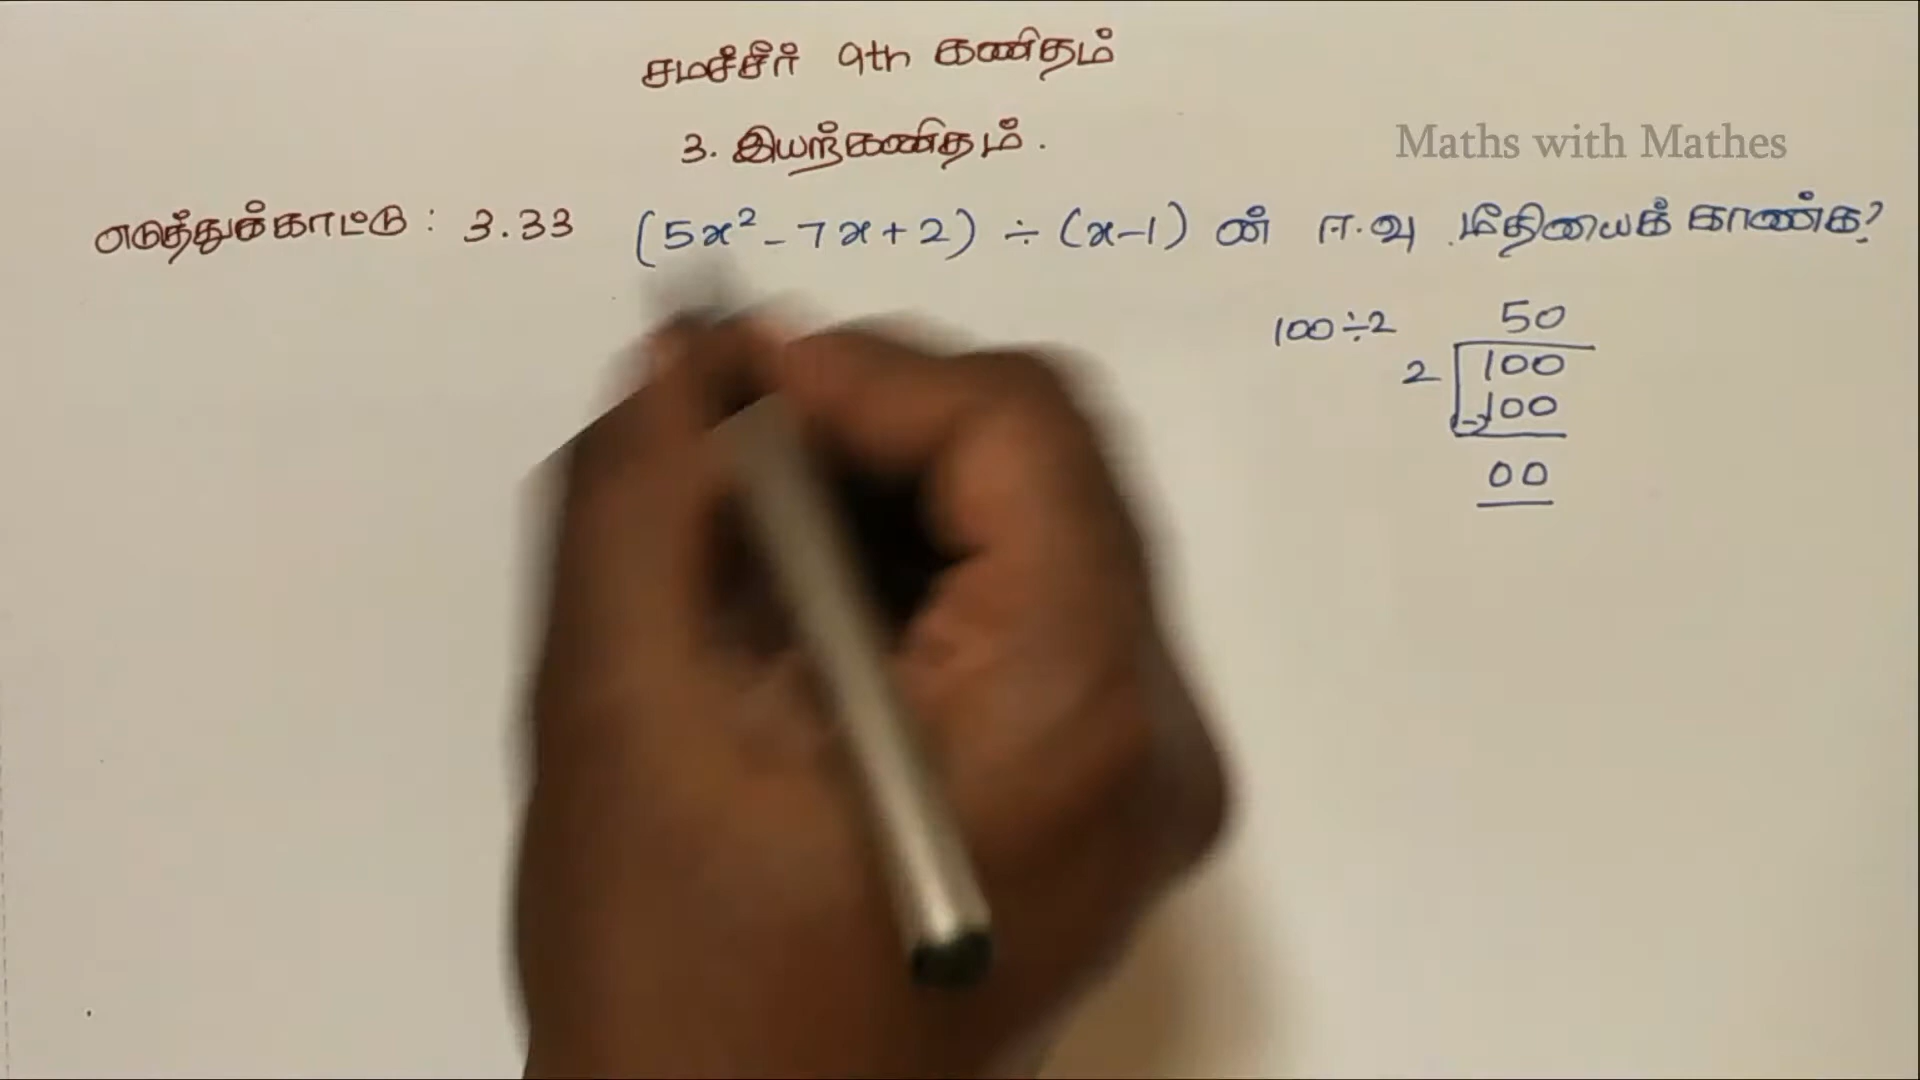 சமச்சீர் 9th கணிதம்
3. இயற்கணிதம்.
Maths with Mathes
எடுத்துக்காட்டு : 3.33 (5x² - 7x + 2) ÷ (x-1) ன் ஈ.வு மீதியைக் காண்க?
100÷2
50
2 100
(-) 100
00